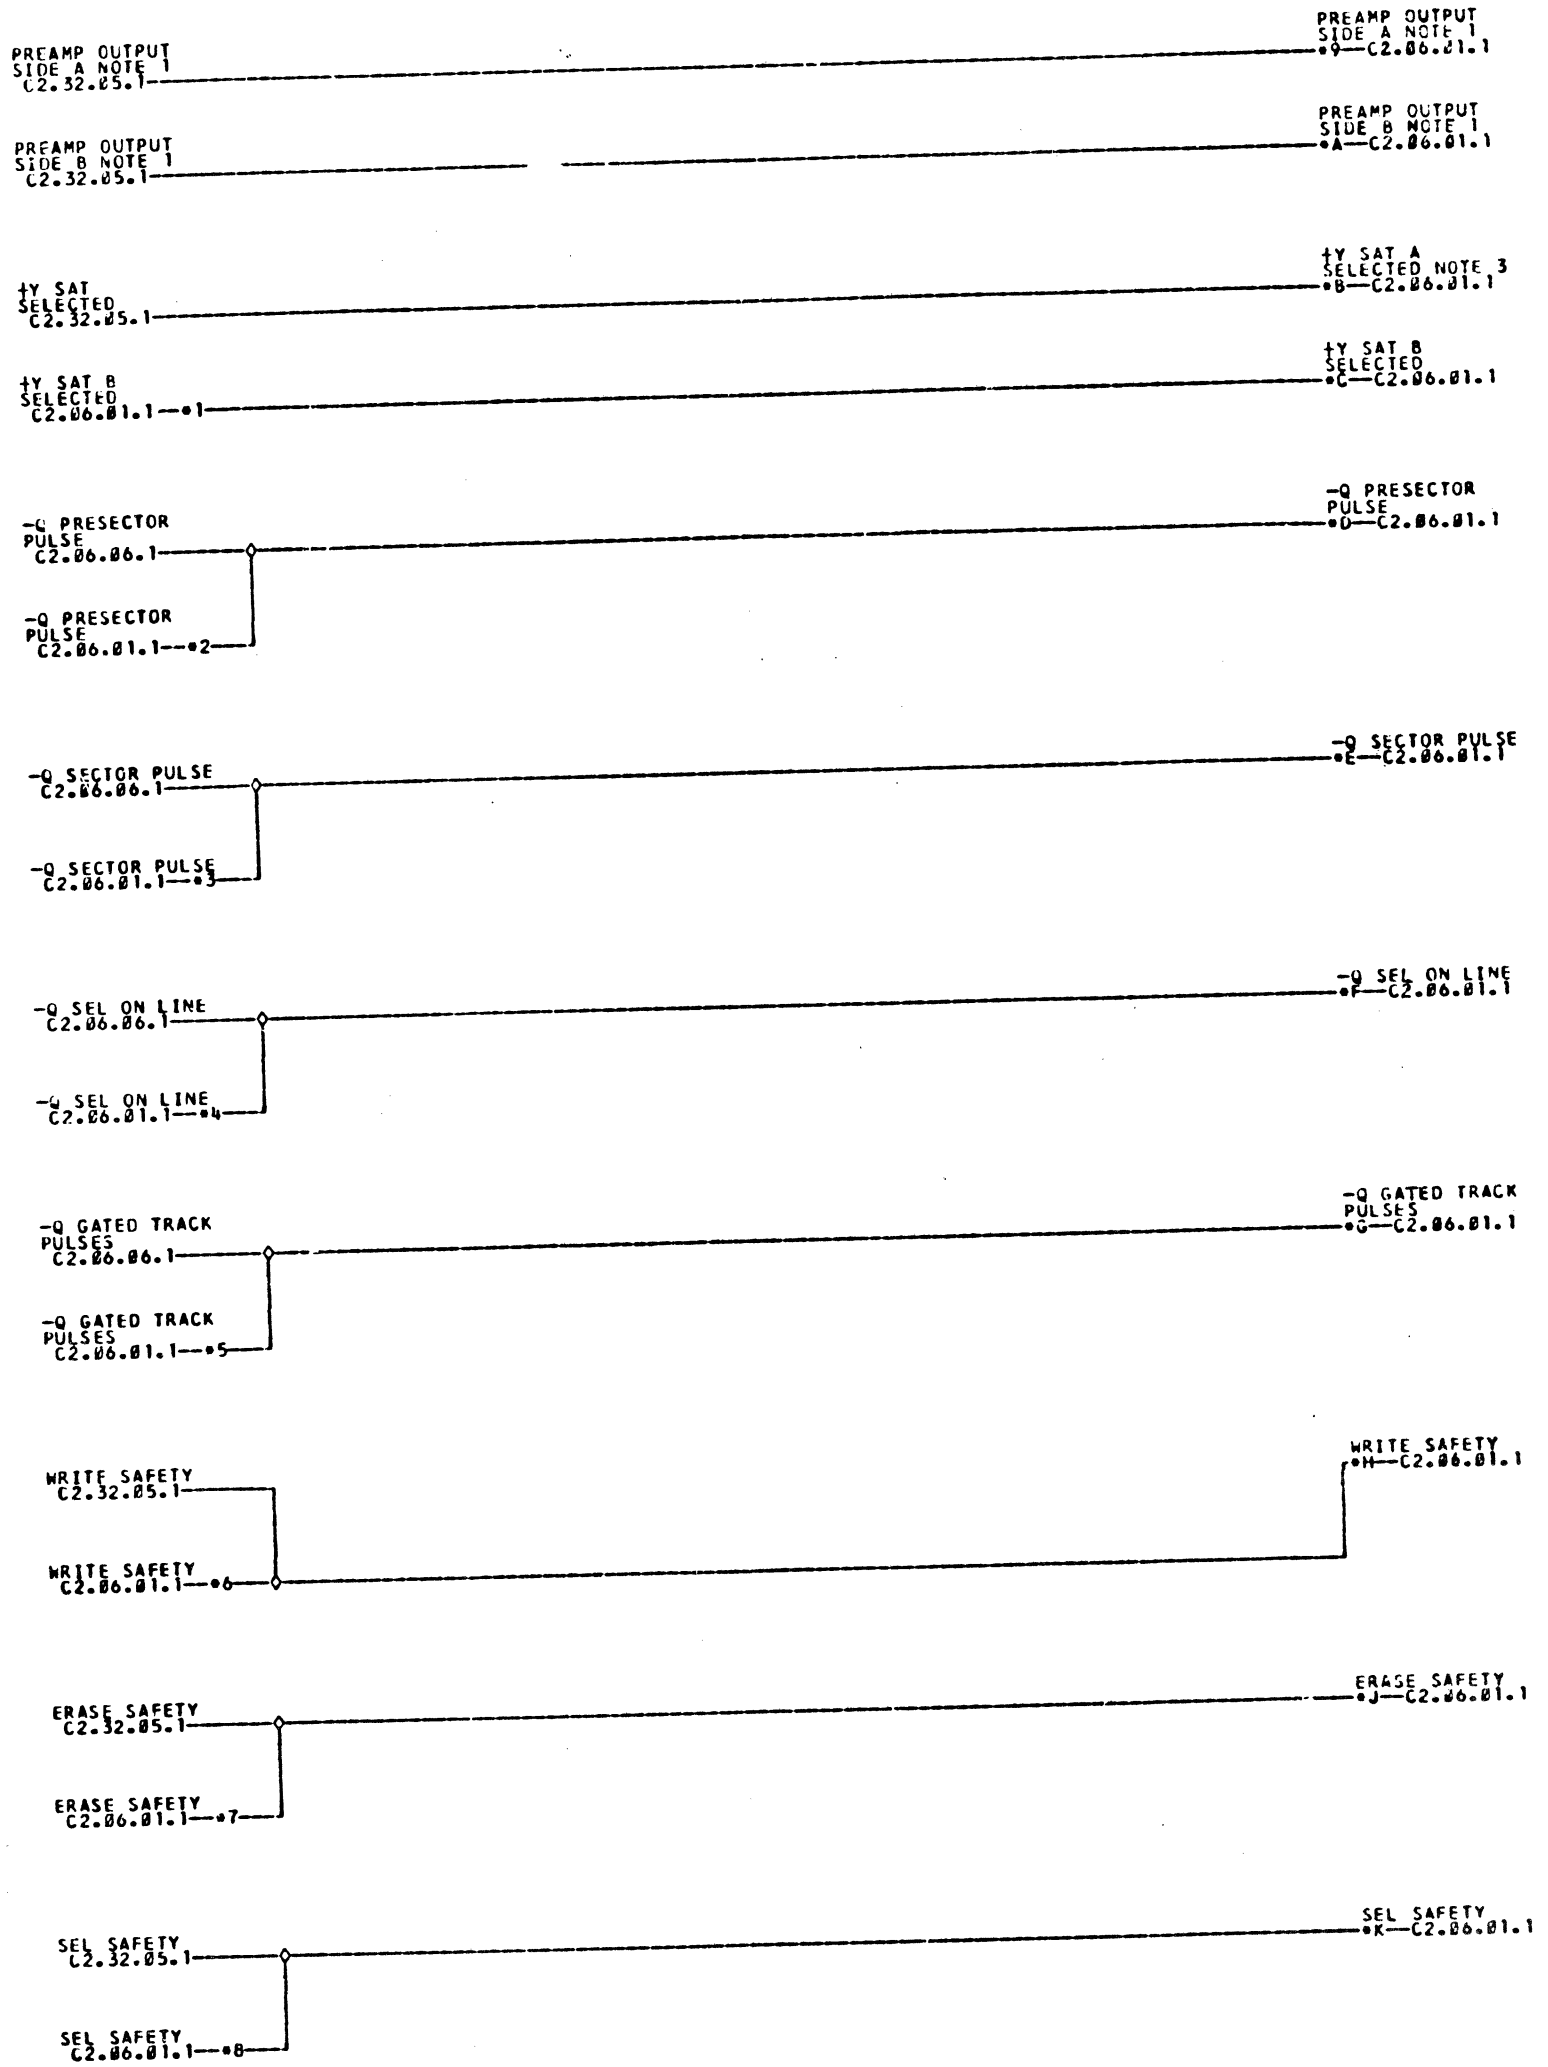 PREAMP OUTPUT
SIDE A NOTE 1
C2.32.05.1
PREAMP OUTPUT
SIDE A NOTE 1
•9—C2.06.01.1
PREAMP OUTPUT
SIDE B NOTE 1
C2.32.05.1
PREAMP OUTPUT
SIDE B NOTE 1
•A—C2.06.01.1
+Y SAT
SELECTED
C2.32.05.1
+Y SAT A
SELECTED NOTE 3
•B—C2.06.01.1
+Y SAT B
SELECTED
C2.06.01.1—•1
+Y SAT B
SELECTED
•C—C2.06.01.1
-Q PRESECTOR
PULSE
C2.06.06.1
-Q PRESECTOR
PULSE
•D—C2.06.01.1
-Q PRESECTOR
PULSE
C2.06.01.1—•2
-Q SECTOR PULSE
C2.06.06.1
-Q SECTOR PULSE
•E—C2.06.01.1
-Q SECTOR PULSE
C2.06.01.1—•3
-Q SEL ON LINE
C2.06.06.1
-Q SEL ON LINE
•F—C2.06.01.1
-Q SEL ON LINE
C2.06.01.1—•4
-Q GATED TRACK
PULSES
C2.06.06.1
-Q GATED TRACK
PULSES
•G—C2.06.01.1
-Q GATED TRACK
PULSES
C2.06.01.1—•5
WRITE SAFETY
C2.32.05.1
WRITE SAFETY
•H—C2.06.01.1
WRITE SAFETY
C2.06.01.1—•6
ERASE SAFETY
C2.32.05.1
ERASE SAFETY
•J—C2.06.01.1
ERASE SAFETY
C2.06.01.1—•7
SEL SAFETY
C2.32.05.1
SEL SAFETY
•K—C2.06.01.1
SEL SAFETY
C2.06.01.1—•8